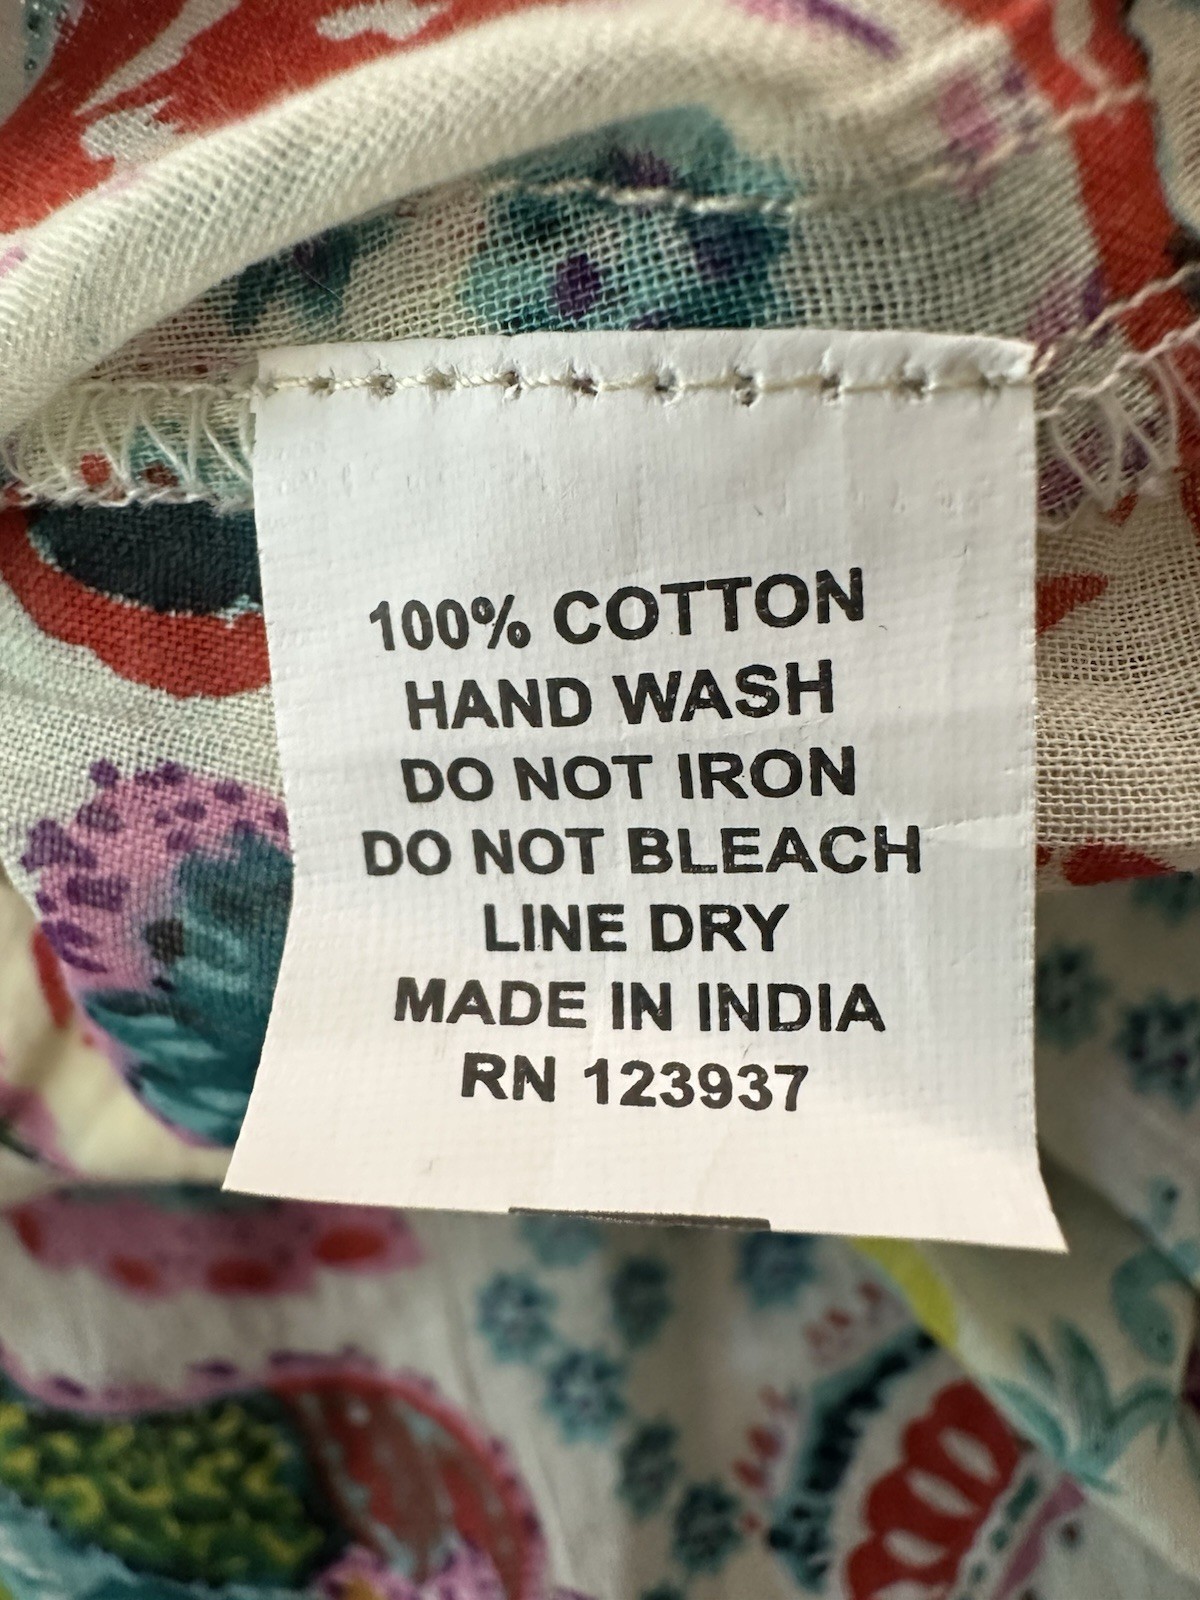 100% COTTON
HAND WASH
DO NOT IRON
DO NOT BLEACH
LINE DRY
MADE IN INDIA
RN 123937